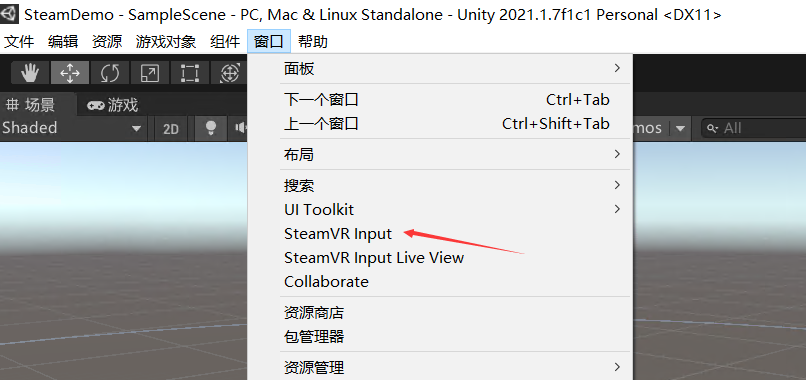 SteamDemo - SampleScene - PC, Mac & Linux Standalone - Unity 2021.1.7f1c1 Personal <DX11>
文件 编辑 资源 游戏对象 组件 窗口 帮助
面板
场景 游戏
下一个窗口 Ctrl+Tab
Shaded 2D All
上一个窗口 Ctrl+Shift+Tab
布局
搜索
UI Toolkit
SteamVR Input
SteamVR Input Live View
Collaborate
资源商店
包管理器
资源管理